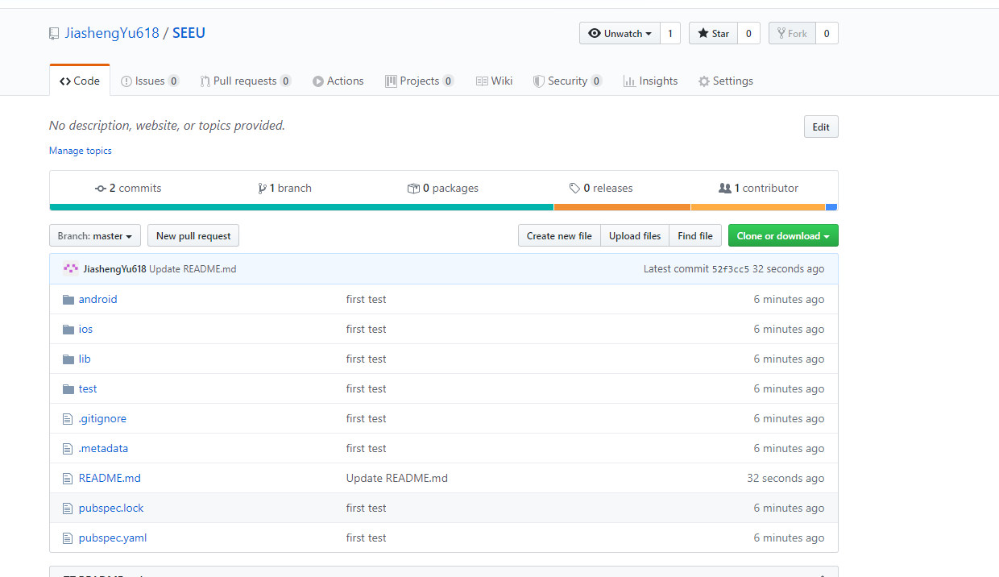 JiashengYu618 / SEEU Unwatch 1 Star 0 Fork 0
Code Issues 0 Pull requests 0 Actions Projects 0 Wiki Security 0 Insights Settings
No description, website, or topics provided. Edit
Manage topics
2 commits 1 branch 0 packages 0 releases 1 contributor
Branch: master New pull request Create new file Upload files Find file Clone or download
JiashengYu618 Update README.md Latest commit 52f3cc5 32 seconds ago
android first test 6 minutes ago
ios first test 6 minutes ago
lib first test 6 minutes ago
test first test 6 minutes ago
.gitignore first test 6 minutes ago
.metadata first test 6 minutes ago
README.md Update README.md 32 seconds ago
pubspec.lock first test 6 minutes ago
pubspec.yaml first test 6 minutes ago